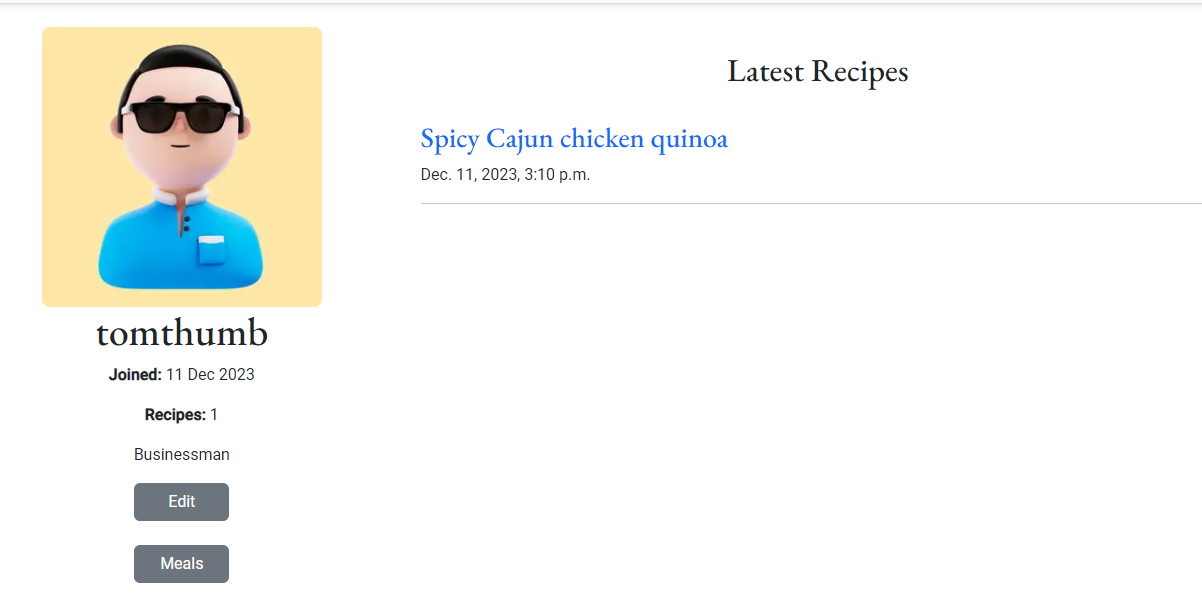 tomthumb
Joined: 11 Dec 2023
Recipes: 1
Businessman
Edit
Meals
Latest Recipes
Spicy Cajun chicken quinoa
Dec. 11, 2023, 3:10 p.m.